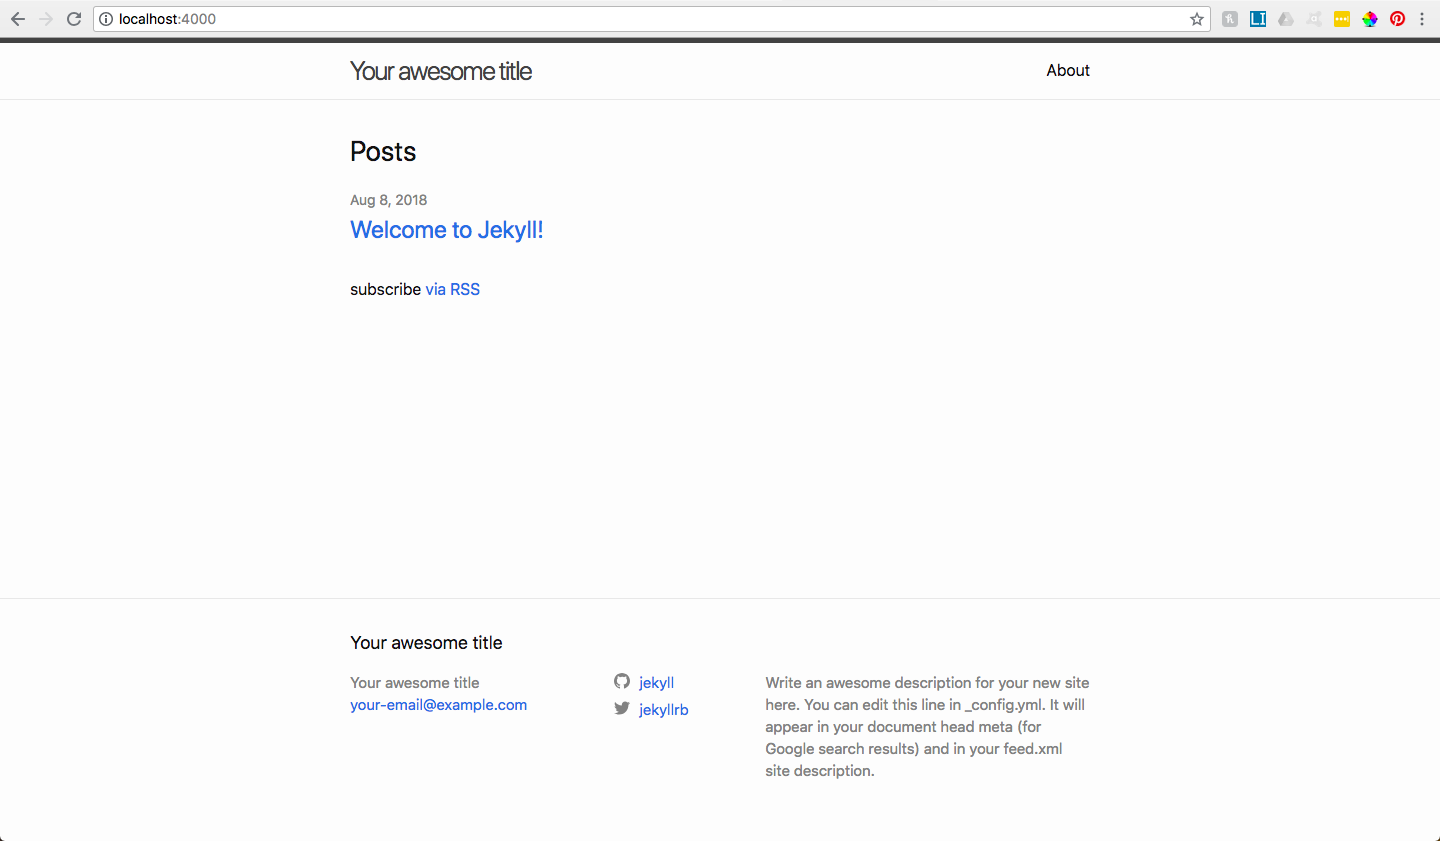 localhost:4000
Your awesome title
About
Posts
Aug 8, 2018
Welcome to Jekyll!
subscribe via RSS
Your awesome title
Your awesome title
your-email@example.com
jekyll
jekyllrb
Write an awesome description for your new site
here. You can edit this line in _config.yml. It will
appear in your document head meta (for
Google search results) and in your feed.xml
site description.